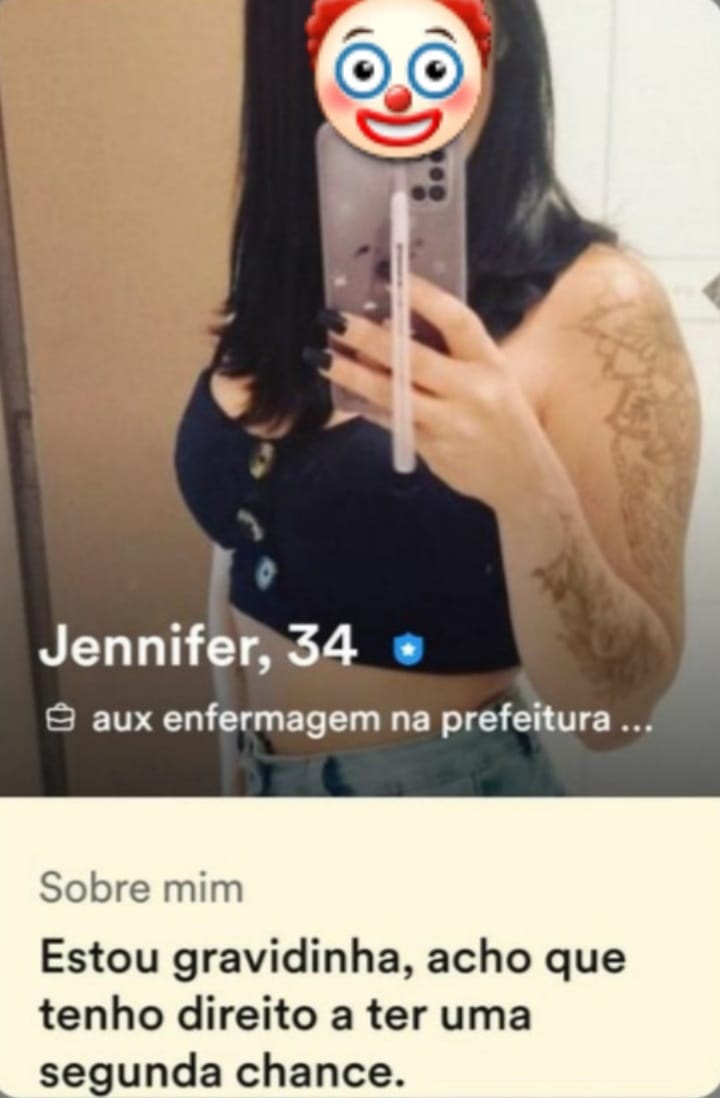 Jennifer, 34
aux enfermagem na prefeitura ...
Sobre mim
Estou gravidinha, acho que
tenho direito a ter uma
segunda chance.